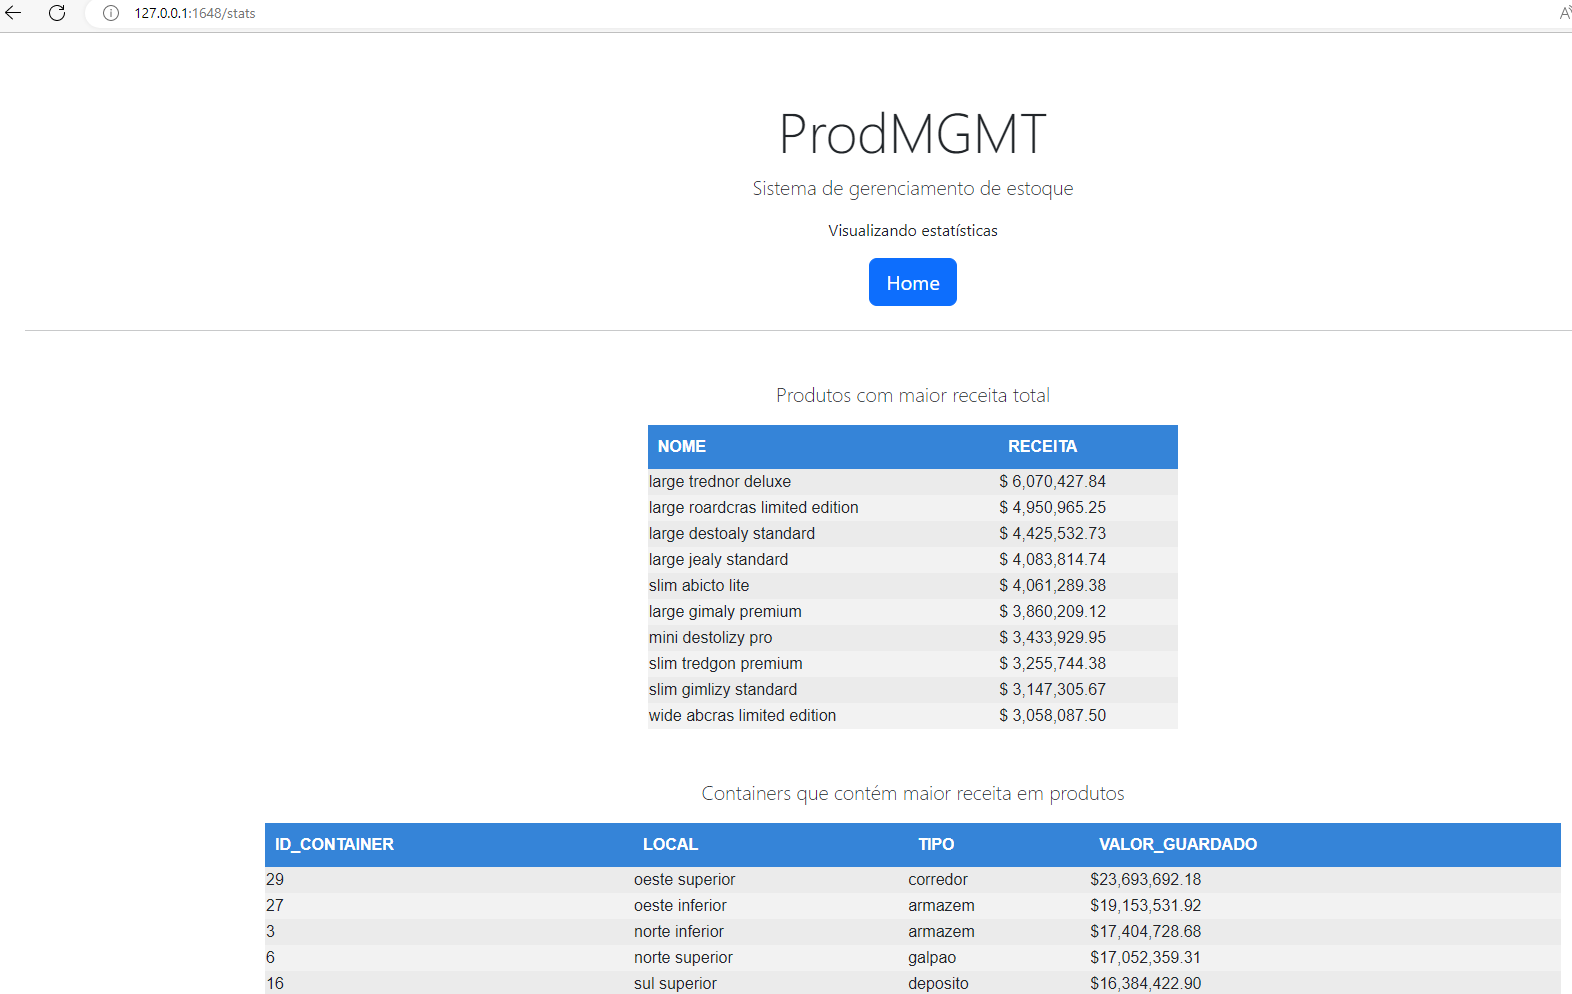 127.0.0.1:1648/stats
ProdMGMT
Sistema de gerenciamento de estoque
Visualizando estatísticas
Home
Produtos com maior receita total
NOME RECEITA
large trednor deluxe $ 6,070,427.84
large roardcras limited edition $ 4,950,965.25
large destoaly standard $ 4,425,532.73
large jealy standard $ 4,083,814.74
slim abicto lite $ 4,061,289.38
large gimaly premium $ 3,860,209.12
mini destolizy pro $ 3,433,929.95
slim tredgon premium $ 3,255,744.38
slim gimlizy standard $ 3,147,305.67
wide abcras limited edition $ 3,058,087.50
Containers que contém maior receita em produtos
ID_CONTAINER LOCAL TIPO VALOR_GUARDADO
29 oeste superior corredor $23,693,692.18
27 oeste inferior armazem $19,153,531.92
3 norte inferior armazem $17,404,728.68
6 norte superior galpao $17,052,359.31
16 sul superior deposito $16,384,422.90